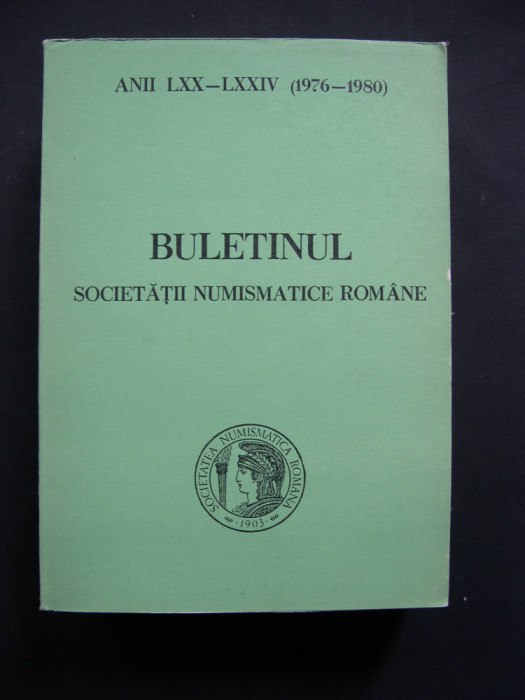 ANII LXX—LXXIV (1976—1980)
BULETINUL
SOCIETĂȚII NUMISMATICE ROMÂNE
SOCIETATEA NUMISMATICA ROMANA
1903